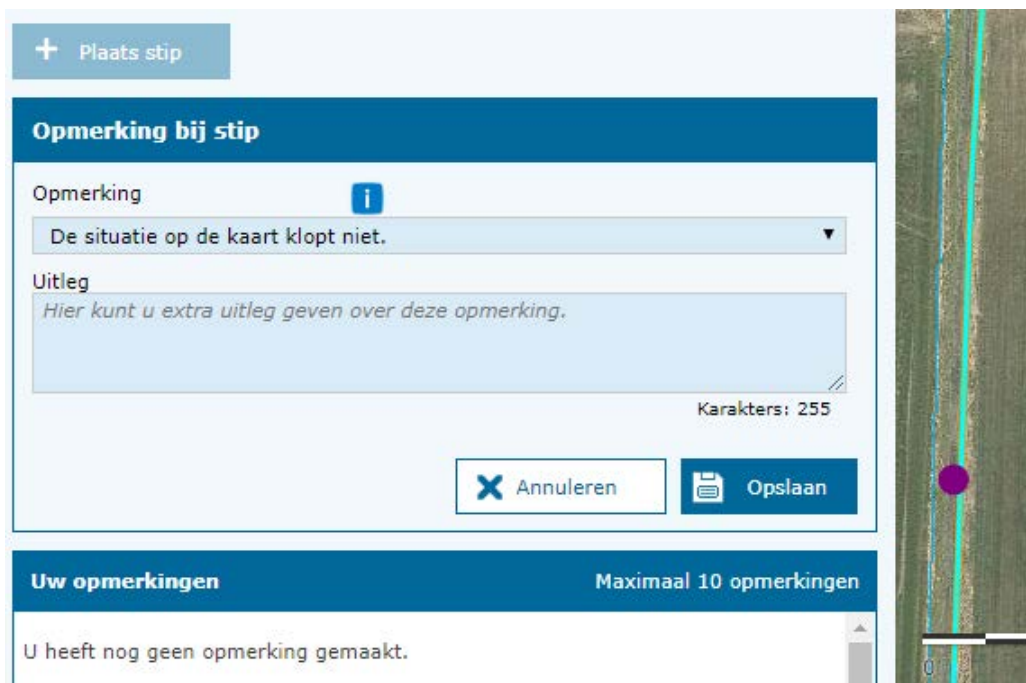 + Plaats stip
Opmerking bij stip
Opmerking
i
De situatie op de kaart klopt niet.
Uitleg
Hier kunt u extra uitleg geven over deze opmerking.
Karakters: 255
Annuleren
Opslaan
Uw opmerkingen Maximaal 10 opmerkingen
U heeft nog geen opmerking gemaakt.
0